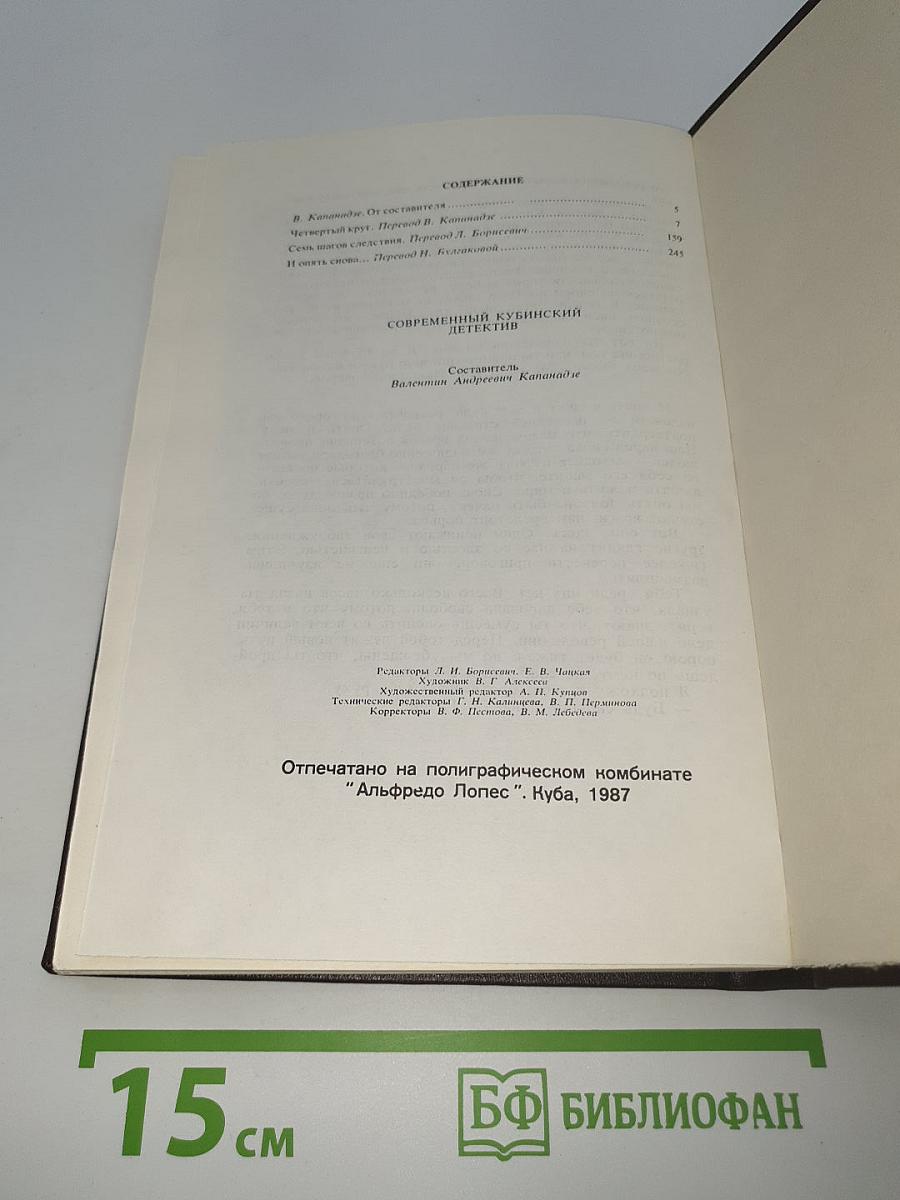 СОДЕРЖАНИЕ
В. Капанадзе. От составителя ........................ 5
Четвертый круг. Перевод В. Капанадзе ........................ 7
Семь шагов следствия. Перевод Л. Борисевич ........................ 159
И опять снова... Перевод Н. Булгаковой ........................ 245
СОВРЕМЕННЫЙ КУБИНСКИЙ
ДЕТЕКТИВ
Составитель
Валентин Андреевич Капанадзе
Редакторы Л. И. Борисевич. Е. В. Чацкая
Художник В. Г Алексеев
Художественный редактор А. П. Купцов
Технические редакторы Г. Н. Калинцева, В. П. Перминова
Корректоры В. Ф. Пестова, В. М. Лебедева
Отпечатано на полиграфическом комбинате
"Альфредо Лопес". Куба, 1987
15 см
БФ БИБЛИОФАН